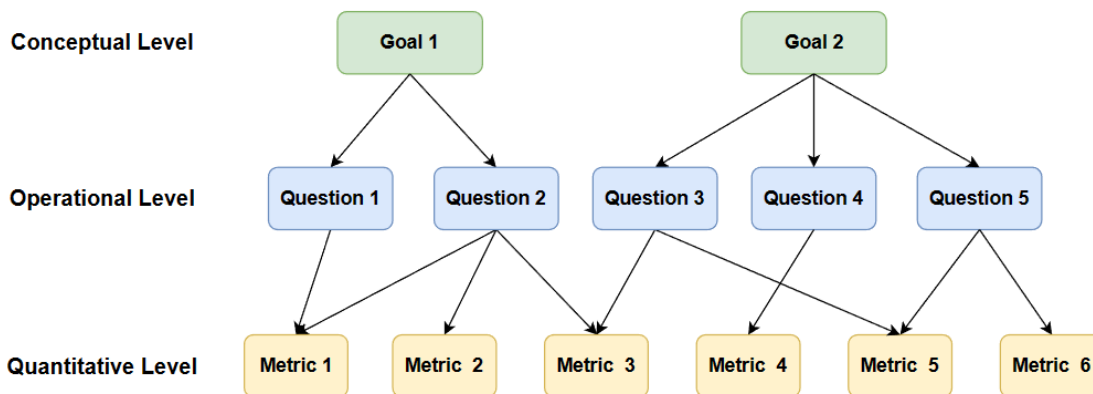 Conceptual Level
Goal 1
Goal 2
Operational Level
Question 1
Question 2
Question 3
Question 4
Question 5
Quantitative Level
Metric 1
Metric 2
Metric 3
Metric 4
Metric 5
Metric 6